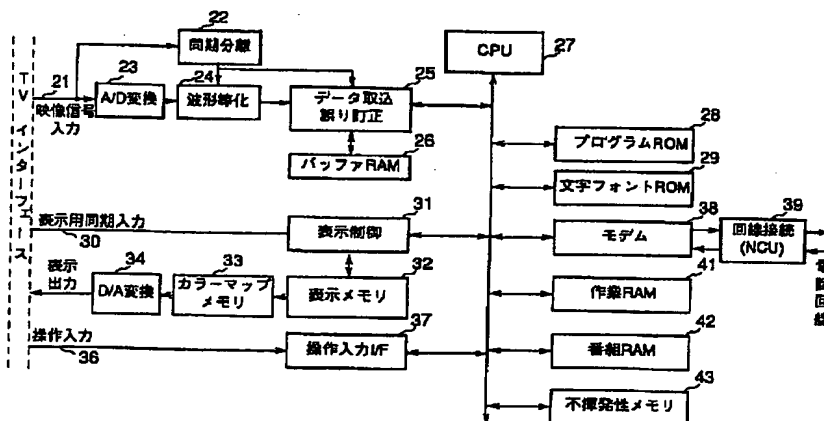 22
同期分離
CPU
27
21
23
24
25
TV インターフェース
映像信号
入力
A/D変換
波形等化
データ取込
誤り訂正
26
バッファRAM
28
プログラムROM
29
文字フォントROM
表示用同期入力
30
31
表示制御
38
モデム
39
回線接続
(NCU)
電話回線
表示
出力
34
D/A変換
33
カラーマップ
メモリ
32
表示メモリ
41
作業RAM
操作入力
36
37
操作入力I/F
42
番組RAM
43
不揮発性メモリ